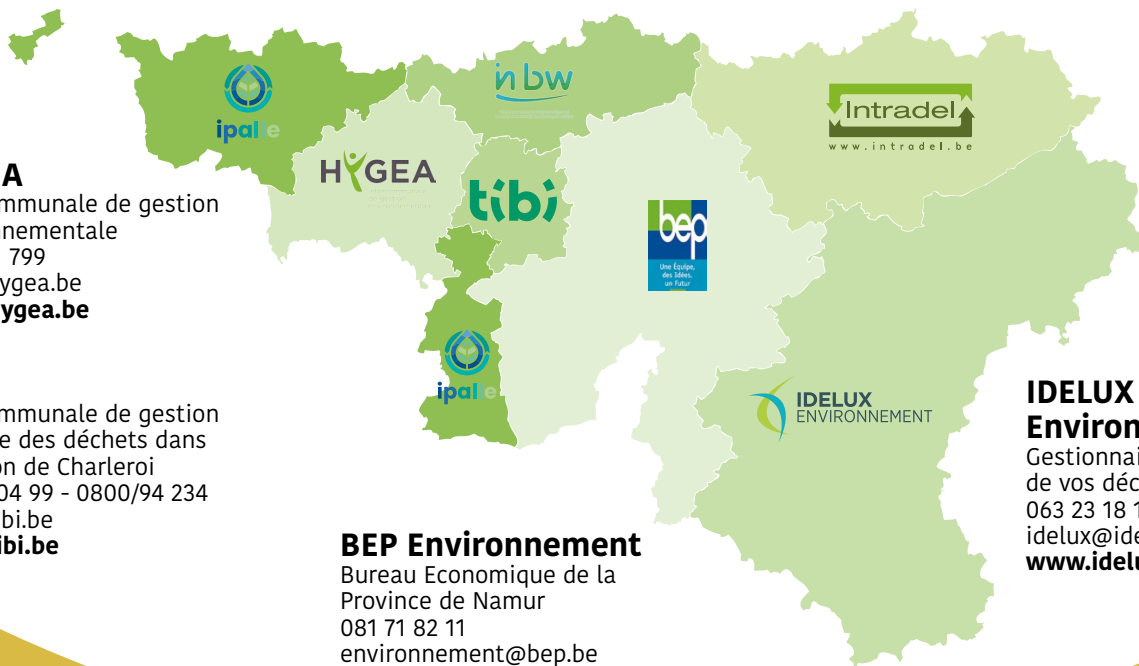 ipalle
in bw
Intradel
www.intradel.be
HYGEA
tibi
bep
Une Équipe,
des Idées,
un Futur
ipalle
IDELUX
ENVIRONNEMENT
A
mmunale de gestion
nnementale
799
ygea.be
ygea.be
mmunale de gestion
e des déchets dans
on de Charleroi
04 99 - 0800/94 234
bi.be
ibi.be
BEP Environnement
Bureau Economique de la
Province de Namur
081 71 82 11
environnement@bep.be
IDELUX
Environ
Gestionnai
de vos déc
063 23 18 1
idelux@ide
www.idelu